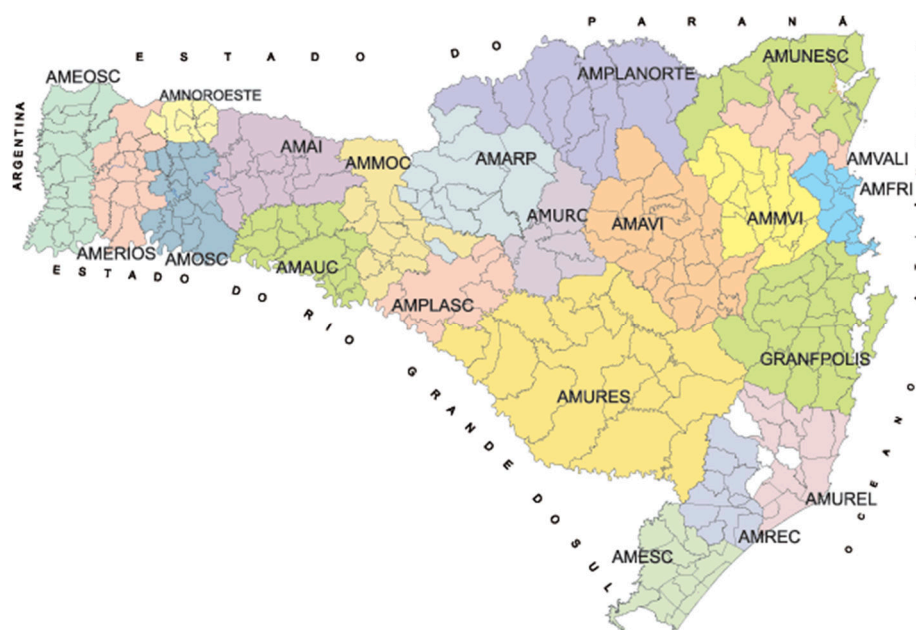 ESTADO DO PARANÁ
AMUNESC
AMPLANORTE
AMEOSC
AMNOROESTE
ARGENTINA
AMAI
AMMOC
AMARP
AMVALI
AMFRI
AMURC
AMAVI
AMMVI
AMERIOS
AMOSC
AMAUC
ESTADO DO RIO GRANDE DO SUL
AMPLASC
GRANFPOLIS
AMURES
AMUREL
AMREC
AMESC
OCEANO